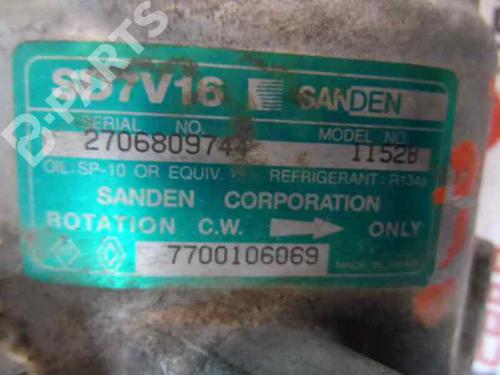 SD7V16 SANDEN
SERIAL NO. MODEL NO.
2706809744 1152B
OIL:SP-10 OR EQUIV. REFRIGERANT:R134a
SANDEN CORPORATION
ROTATION C.W. ONLY
7700106069
MADE IN
B-PARTS